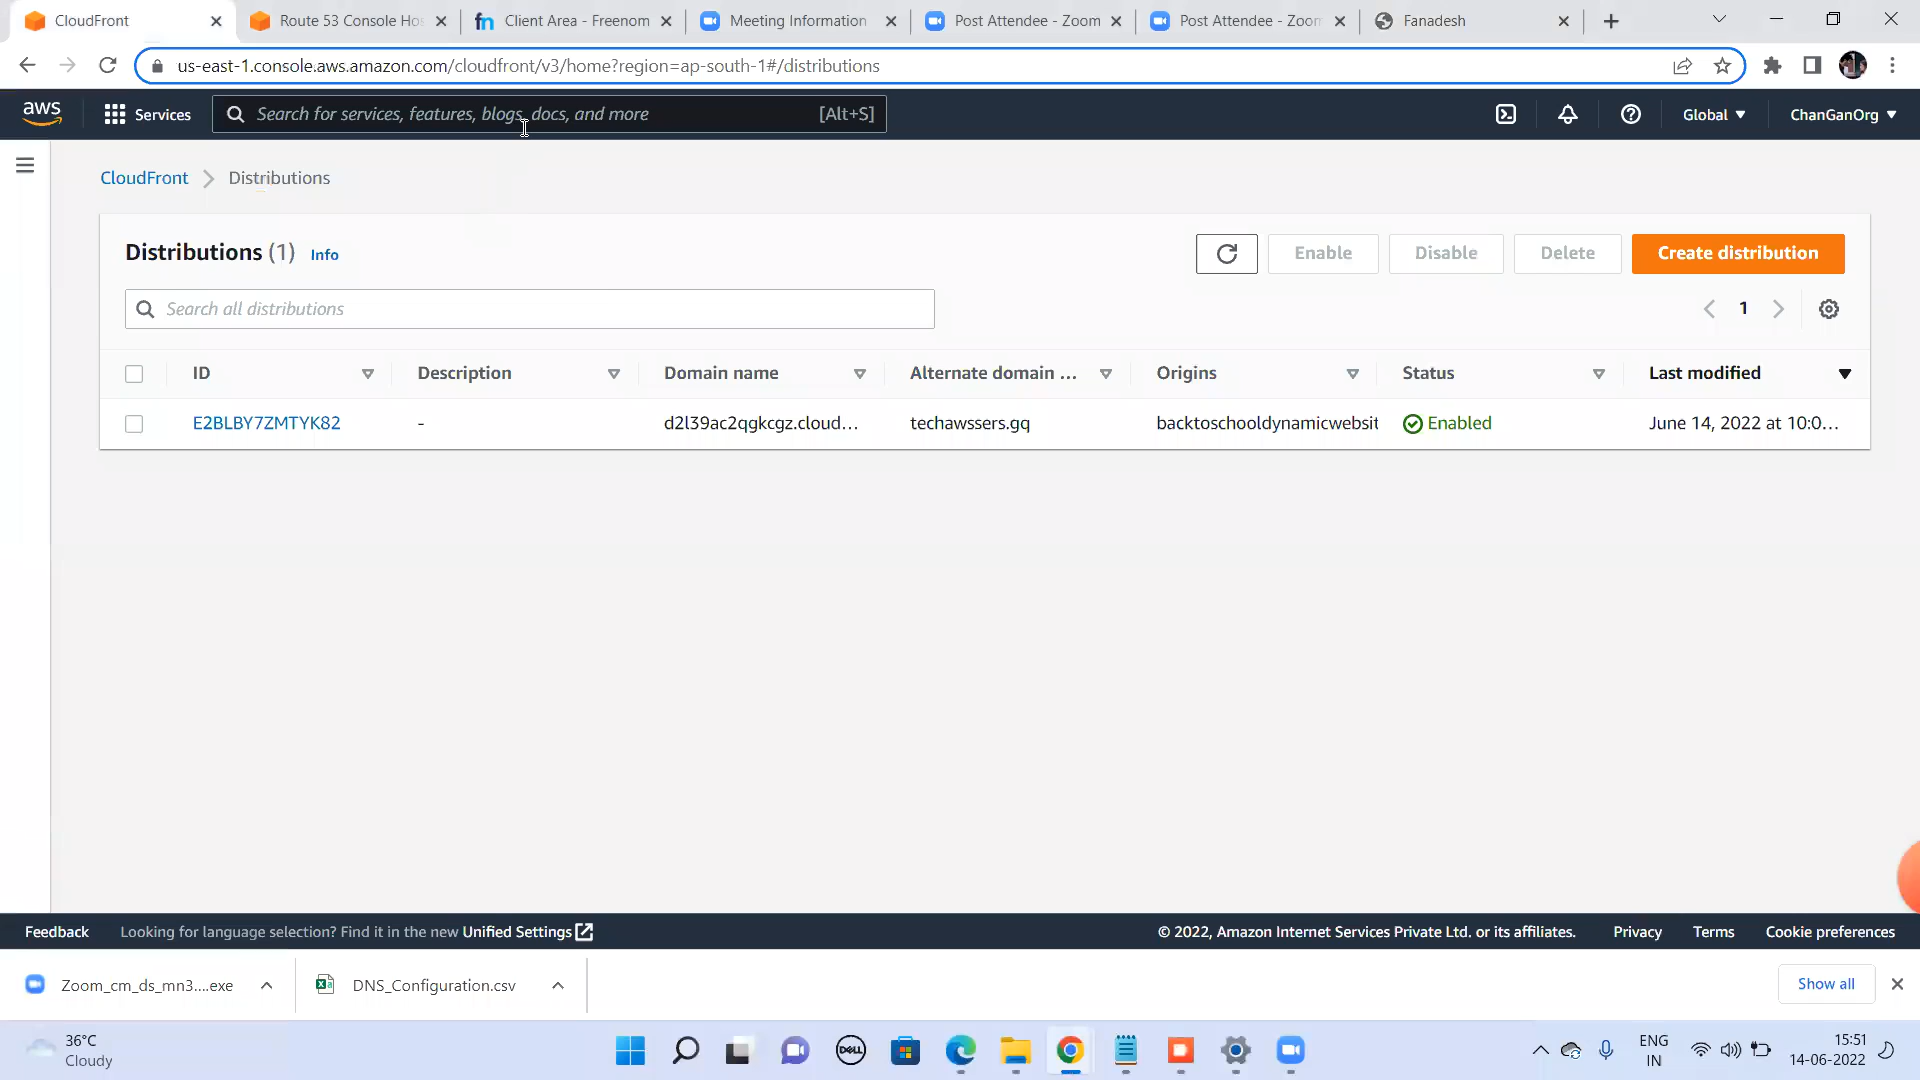 CloudFront
Route 53 Console Ho
Client Area - Freenom
Meeting Information
Post Attendee - Zoom
Post Attendee - Zoom
Fanadesh
us-east-1.console.aws.amazon.com/cloudfront/v3/home?region=ap-south-1#/distributions
aws
Services
Search for services, features, blogs, docs, and more
[Alt+S]
Global
ChanGanOrg
CloudFront
Distributions
Distributions (1)
Info
Enable
Disable
Delete
Create distribution
Search all distributions
1
ID
Description
Domain name
Alternate domain ...
Origins
Status
Last modified
E2BLBY7ZMTYK82
-
d2l39ac2qgkcgz.cloud...
techawssers.gq
backtoschooldynamicwebsit
Enabled
June 14, 2022 at 10:0...
Feedback
Looking for language selection? Find it in the new Unified Settings
© 2022, Amazon Internet Services Private Ltd. or its affiliates.
Privacy
Terms
Cookie preferences
Zoom_cm_ds_mn3....exe
DNS_Configuration.csv
Show all
36°C
Cloudy
DELL
ENG
IN
15:51
14-06-2022